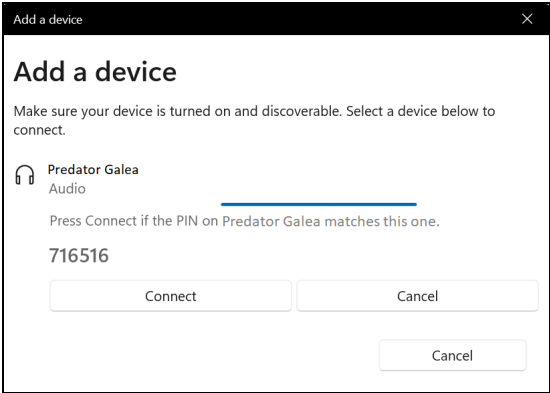 Add a device
Add a device
Make sure your device is turned on and discoverable. Select a device below to
connect.
Predator Galea
Audio
Press Connect if the PIN on Predator Galea matches this one.
716516
Connect
Cancel
Cancel